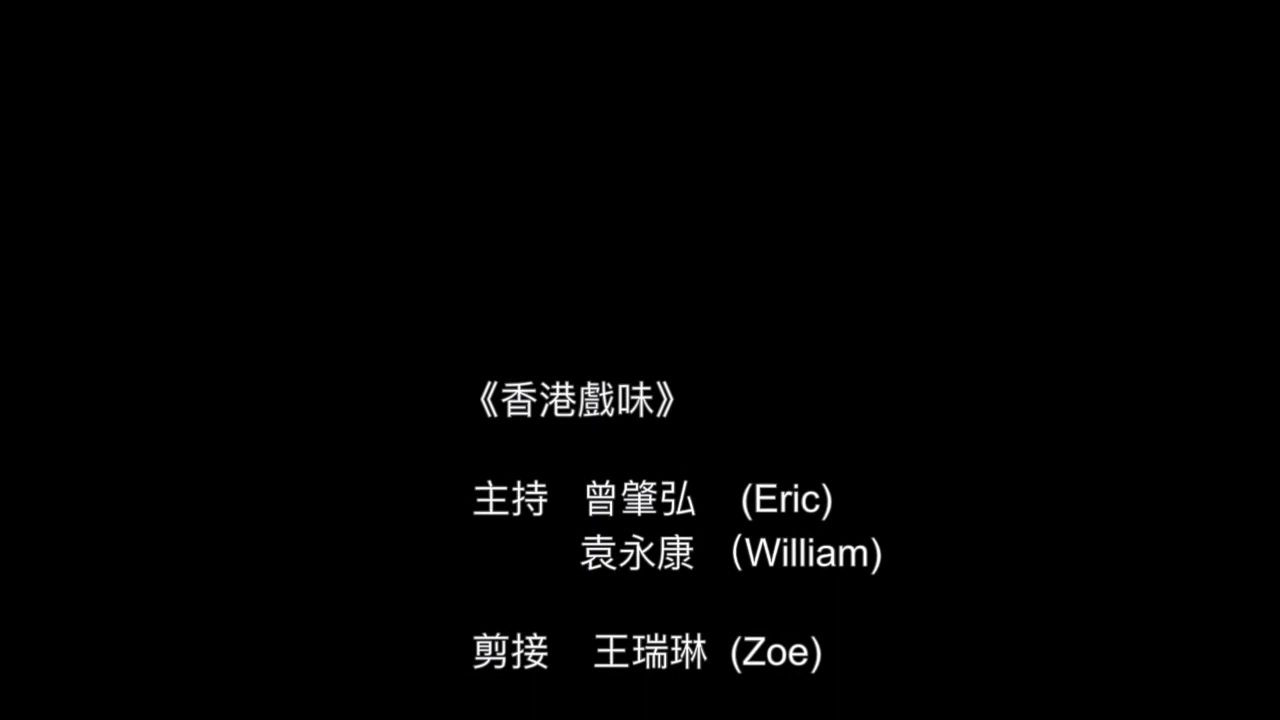 《香港戲味》
主持 曾肇弘 (Eric)
袁永康 （William)
剪接 王瑞琳 (Zoe)